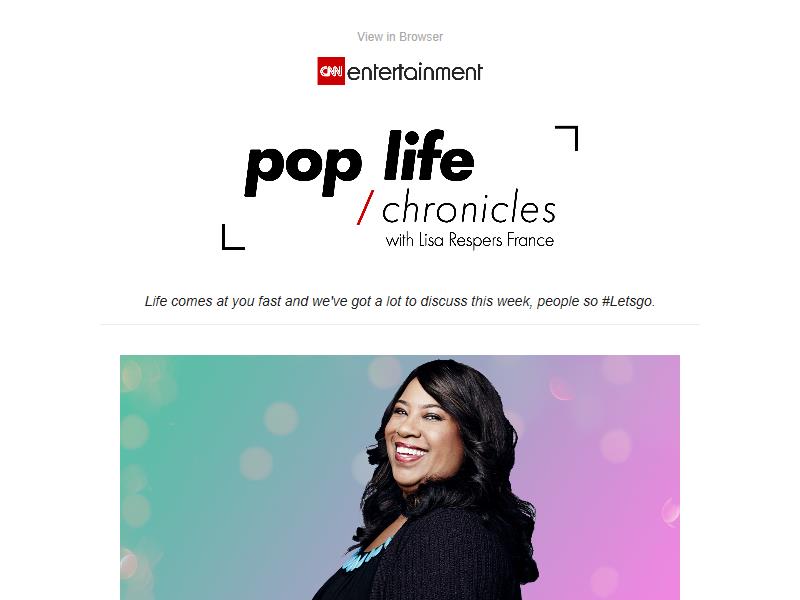 View in Browser
CNN entertainment
pop life
/ chronicles
with Lisa Respers France
Life comes at you fast and we've got a lot to discuss this week, people so #Letsgo.